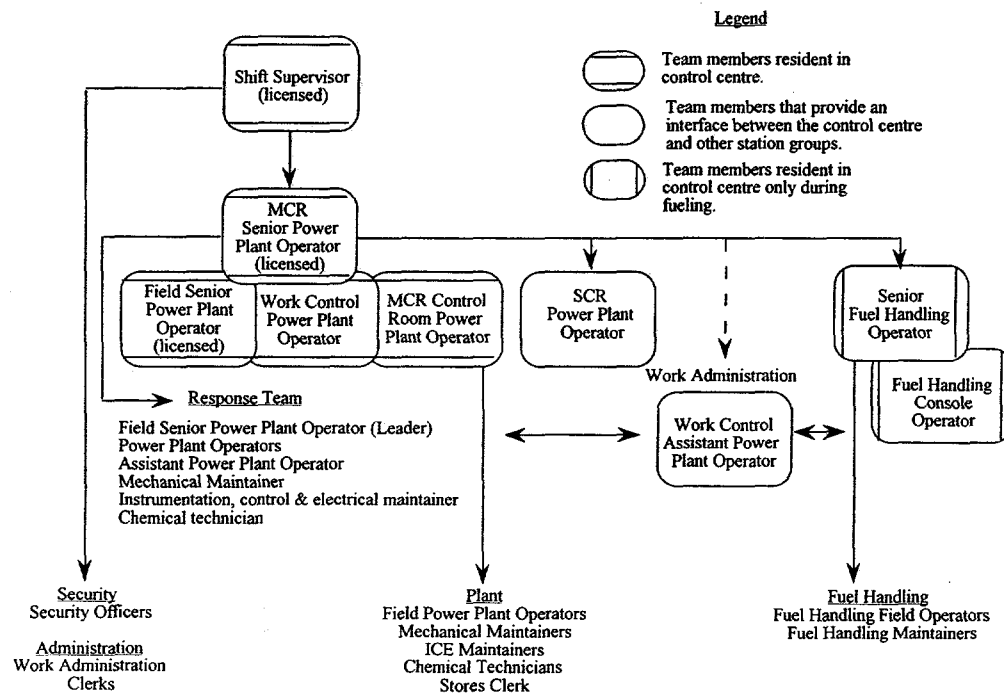 Legend
Team members resident in
control centre.
Team members that provide an
interface between the control centre
and other station groups.
Team members resident in
control centre only during
fueling.
Shift Supervisor
(licensed)
MCR
Senior Power
Plant Operator
(licensed)
Field Senior
Power Plant
Operator
(licensed)
Work Control
Power Plant
Operator
MCR Control
Room Power
Plant Operator
SCR
Power Plant
Operator
Senior
Fuel Handling
Operator
Fuel Handling
Console
Operator
Work Administration
Work Control
Assistant Power
Plant Operator
Response Team
Field Senior Power Plant Operator (Leader)
Power Plant Operators
Assistant Power Plant Operator
Mechanical Maintainer
Instrumentation, control & electrical maintainer
Chemical technician
Security
Security Officers
Administration
Work Administration
Clerks
Plant
Field Power Plant Operators
Mechanical Maintainers
ICE Maintainers
Chemical Technicians
Stores Clerk
Fuel Handling
Fuel Handling Field Operators
Fuel Handling Maintainers